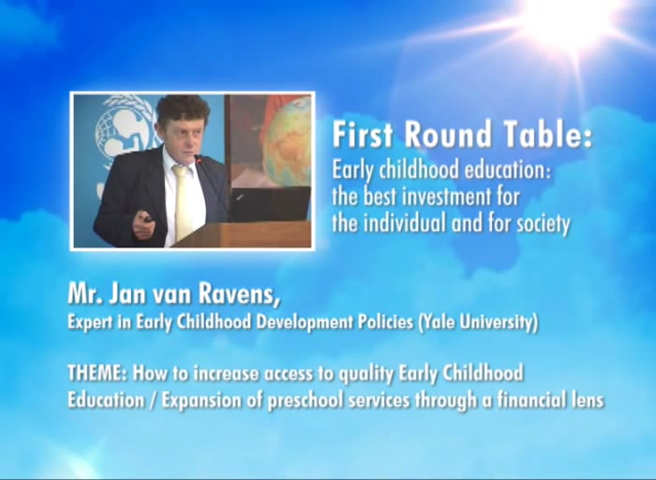 First Round Table:
Early childhood education:
the best investment for
the individual and for society
Mr. Jan van Ravens,
Expert in Early Childhood Development Policies (Yale University)
THEME: How to increase access to quality Early Childhood
Education / Expansion of preschool services through a financial lens